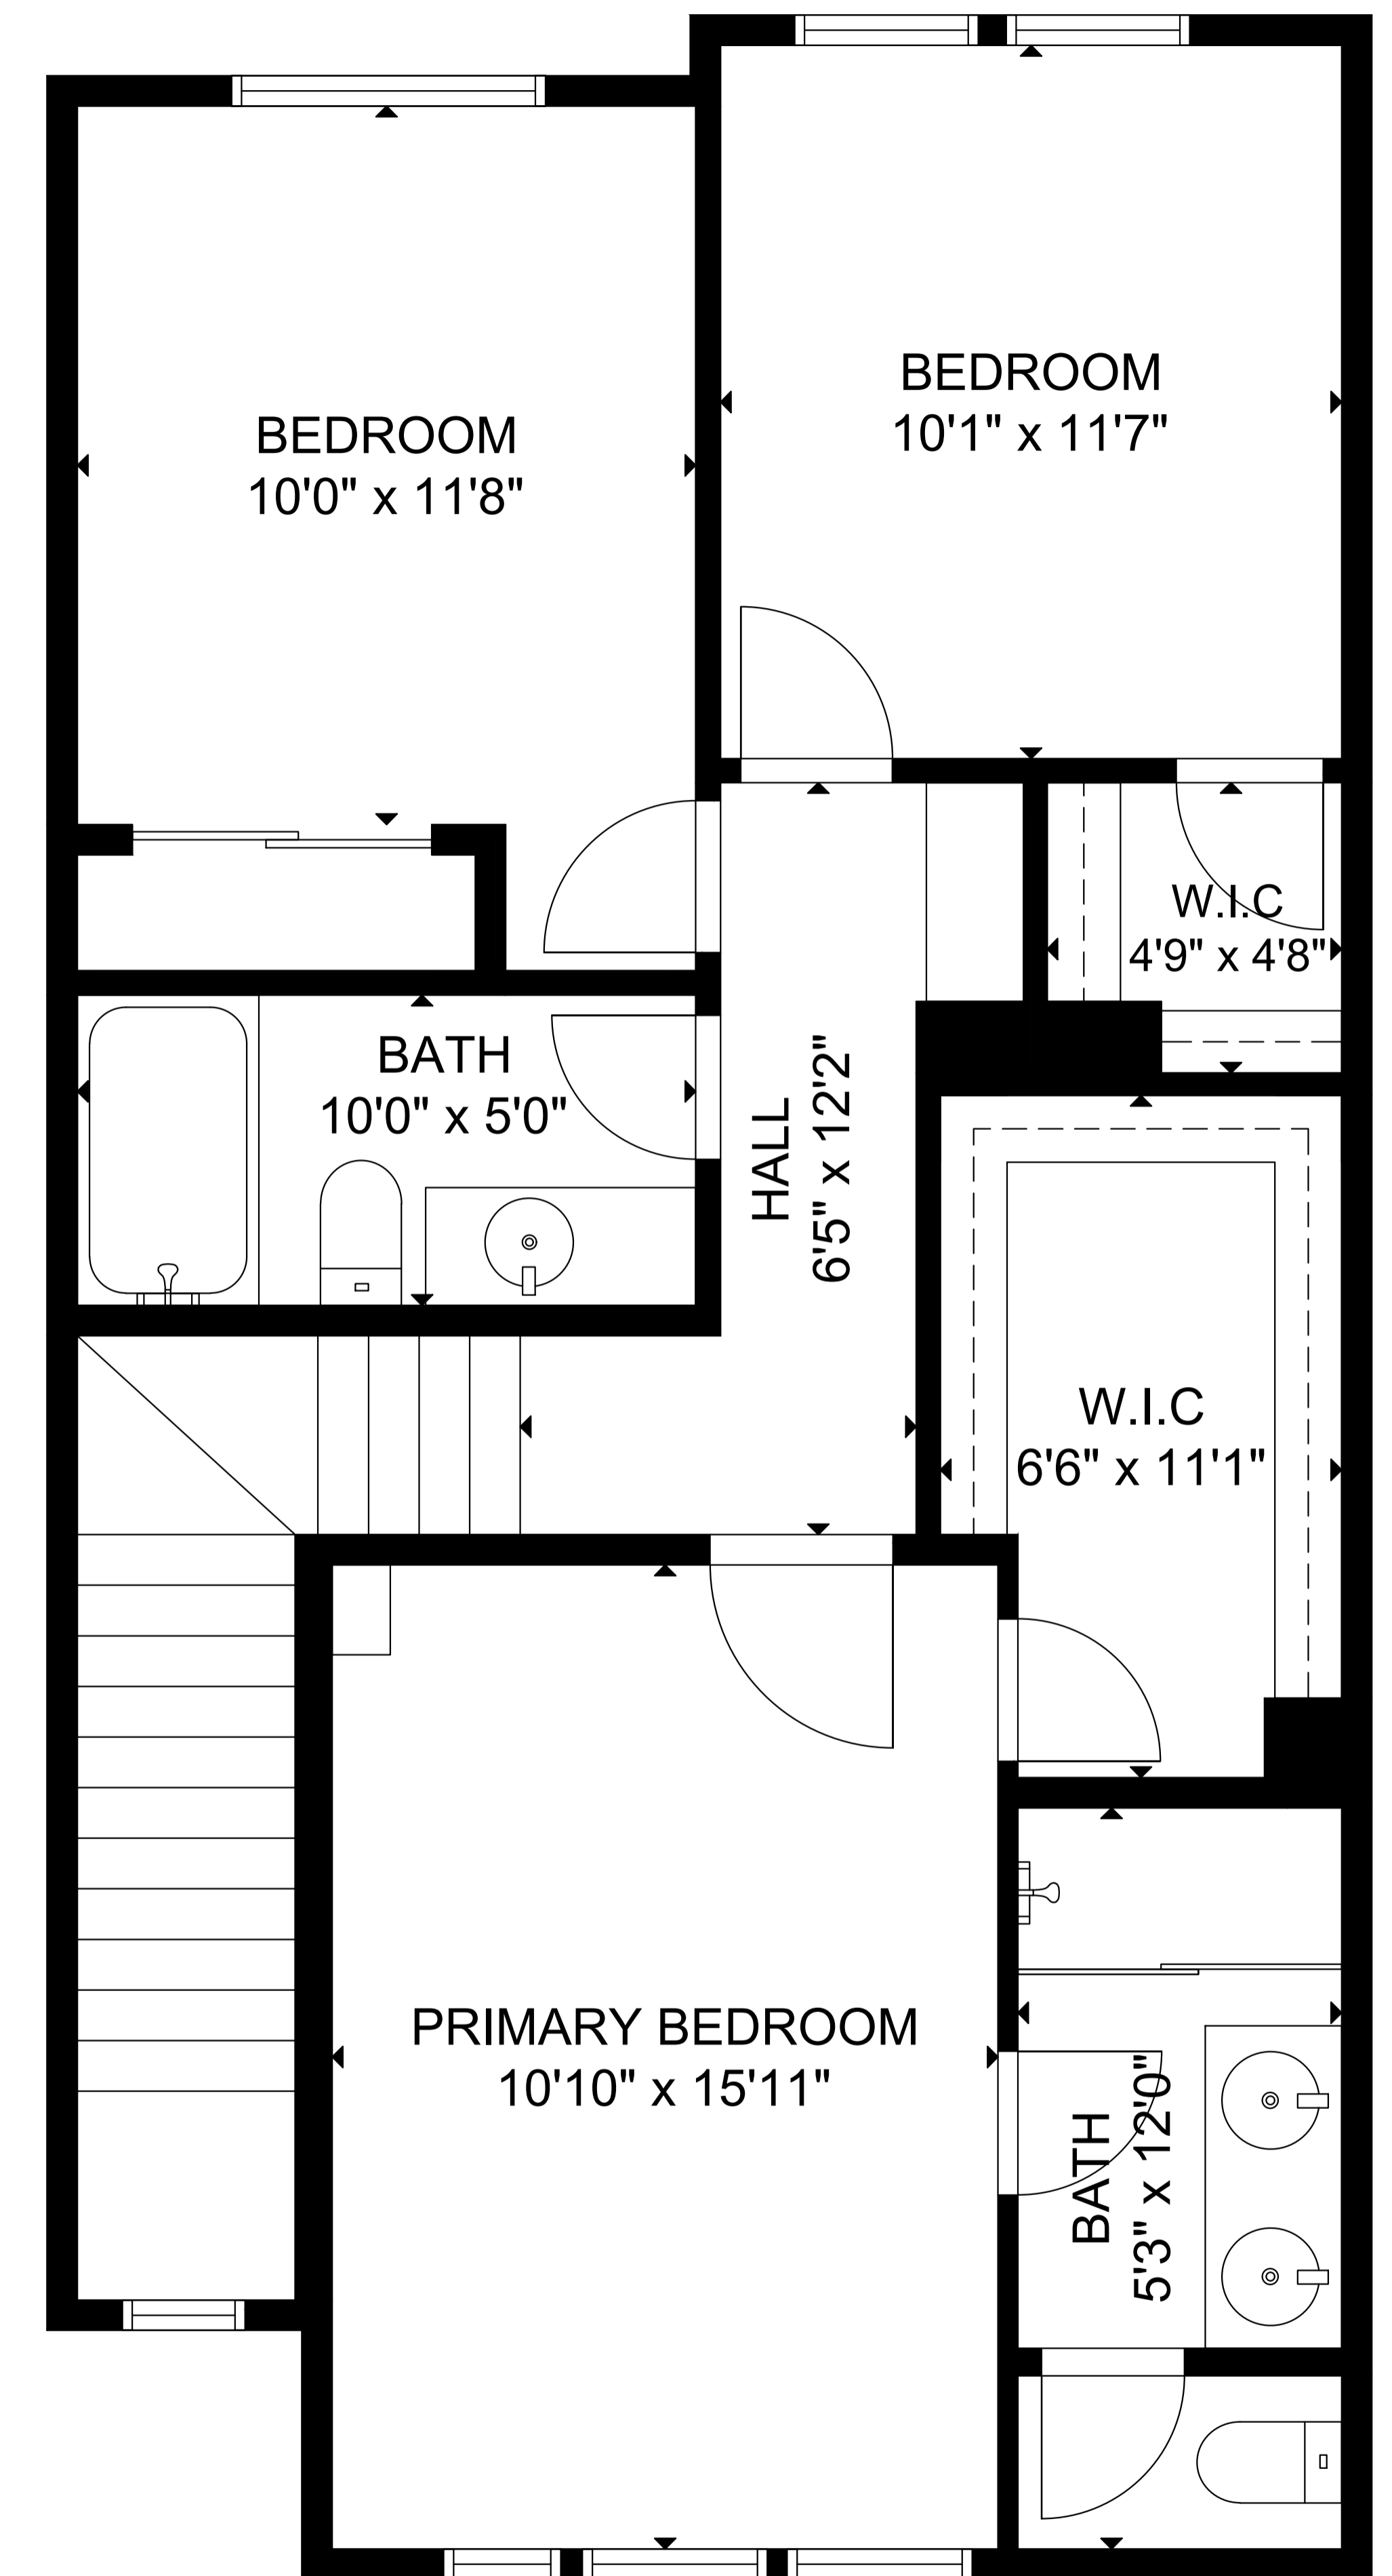 BEDROOM
10'1" x 11'7"
BEDROOM
10'0" x 11'8"
W.I.C
4'9" x 4'8"
BATH
10'0" x 5'0"
HALL
6'5" x 12'2"
W.I.C
6'6" x 11'1"
PRIMARY BEDROOM
10'10" x 15'11"
BATH
5'3" x 12'0"